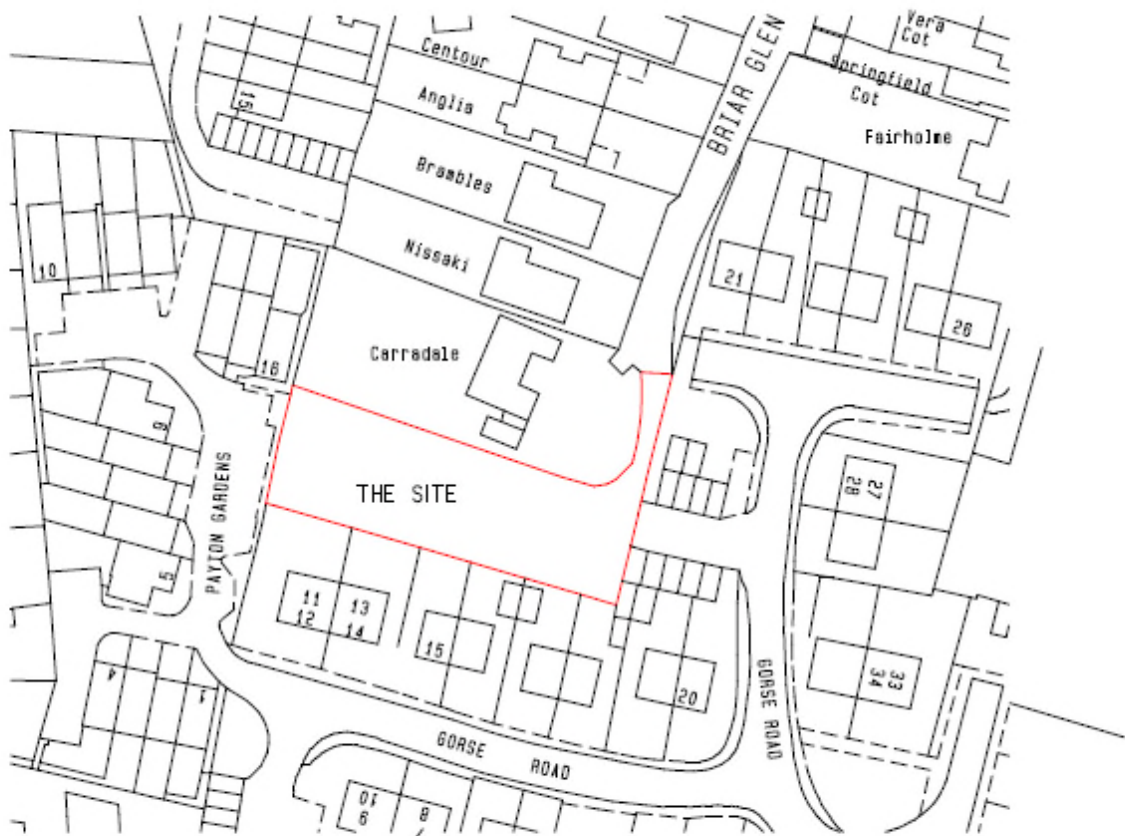 Vera
Cot
Centour
BRIAR GLEN
Springfield
Cot
Anglia
15
Fairholme
Brambles
Nissaki
10
21
26
Carradale
16
6
27
28
THE SITE
PAYTON GARDENS
5
11
13
12
14
15
33
34
4
1
20
GORSE ROAD
GORSE
ROAD
10
9
8
7